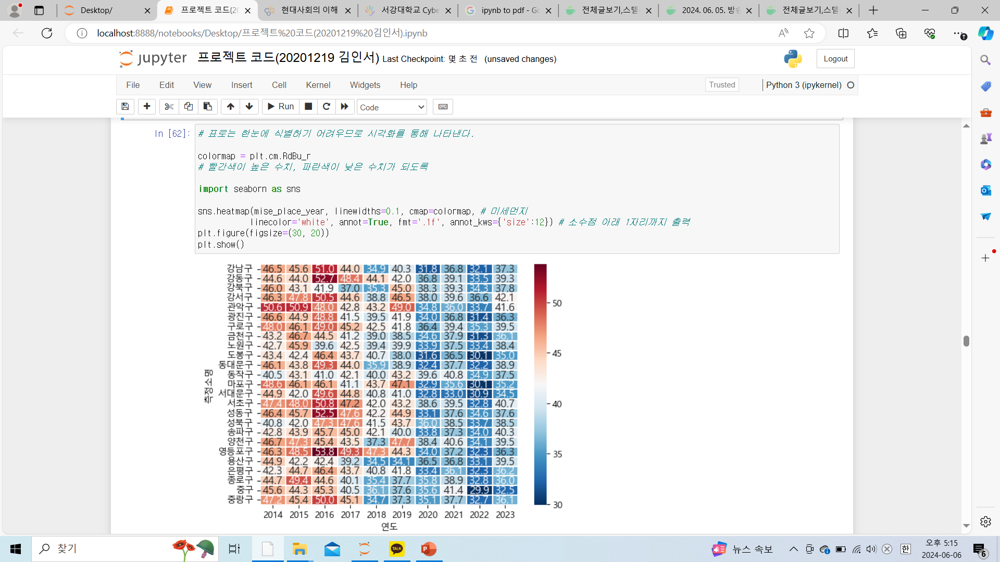 Desktop/
프로젝트 코드(20
현대사회의 이해
서강대학교 Cybe
ipynb to pdf - Go
전체글보기,스텔
2024. 06. 05. 방송
전체글보기,스텔
localhost:8888/notebooks/Desktop/프로젝트%20코드(20201219%20김인서).ipynb
jupyter 프로젝트 코드(20201219 김인서) Last Checkpoint: 몇 초 전 (unsaved changes)
Logout
File Edit View Insert Cell Kernel Widgets Help
Trusted
Python 3 (ipykernel)
Run
Code
In [62]:
# 표로는 한눈에 식별하기 어려우므로 시각화를 통해 나타낸다.
colormap = plt.cm.RdBu_r
# 빨간색이 높은 수치, 파란색이 낮은 수치가 되도록
import seaborn as sns
sns.heatmap(mise_place_year, linewidths=0.1, cmap=colormap, # 미세먼지
linecolor='white', annot=True, fmt='.1f', annot_kws={'size':12}) # 소수점 아래 1자리까지 출력
plt.figure(figsize=(30, 20))
plt.show()
강남구 46.5 45.6 51.0 44.0 34.9 40.3 31.8 36.8 32.1 37.3
강동구 44.6 44.0 52.7 48.4 44.1 42.0 36.8 39.1 33.5 39.3
강북구 46.0 43.1 41.9 37.0 35.3 45.0 38.3 39.3 34.3 37.8
강서구 46.3 47.8 50.5 44.6 38.8 46.5 38.0 39.6 36.6 42.1
관악구 50.6 50.9 48.0 42.8 43.2 49.0 34.8 36.0 33.7 41.6
광진구 46.6 44.9 48.8 41.5 39.5 41.9 34.0 36.8 31.4 36.3
구로구 48.0 46.1 49.0 45.2 42.5 41.8 36.4 39.4 35.3 39.5
금천구 43.2 46.7 44.5 41.2 39.0 38.5 34.6 37.9 31.3 36.1
노원구 42.7 45.9 39.6 42.5 39.4 39.9 33.9 37.5 33.4 38.4
도봉구 43.4 42.4 46.4 43.7 40.7 38.0 31.6 36.5 30.1 35.0
동대문구 46.1 43.8 49.3 44.0 35.9 38.9 32.4 37.7 32.2 38.9
동작구 40.5 43.1 41.0 42.1 40.0 43.2 39.6 40.8 34.9 37.5
마포구 48.6 46.1 46.1 41.1 43.7 47.1 32.9 35.6 30.1 35.2
서대문구 44.9 42.0 49.6 44.8 40.8 41.0 32.8 33.0 30.9 34.5
서초구 47.4 48.0 50.8 47.2 42.0 43.2 38.6 39.5 32.8 40.7
성동구 46.4 45.7 52.5 47.6 42.2 44.9 33.1 37.6 34.6 37.6
성북구 40.8 42.0 47.3 47.6 41.5 43.7 36.0 38.5 33.7 38.5
송파구 42.8 43.9 45.7 45.0 42.1 40.0 33.8 37.3 34.0 40.3
양천구 46.7 47.3 45.4 43.5 37.3 47.7 38.4 40.6 34.1 39.5
영등포구 46.3 48.5 53.8 49.3 47.3 44.3 34.0 37.2 32.3 36.3
용산구 44.9 42.2 42.4 39.2 34.5 34.1 36.5 36.8 33.1 39.5
은평구 42.3 44.7 46.4 43.7 40.8 41.8 33.4 36.1 32.3 36.2
종로구 44.7 49.4 44.6 40.1 35.4 37.7 35.8 38.9 32.8 36.0
중구 45.6 44.3 45.3 40.5 36.1 37.6 35.6 41.4 29.9 32.5
중랑구 47.2 45.4 50.0 45.1 34.7 37.3 35.1 37.7 32.7 36.1
측정소명
2014 2015 2016 2017 2018 2019 2020 2021 2022 2023
연도
50
45
40
35
30
찾기
TALK
P
뉴스 속보
한
오후 5:15
2024-06-06
6